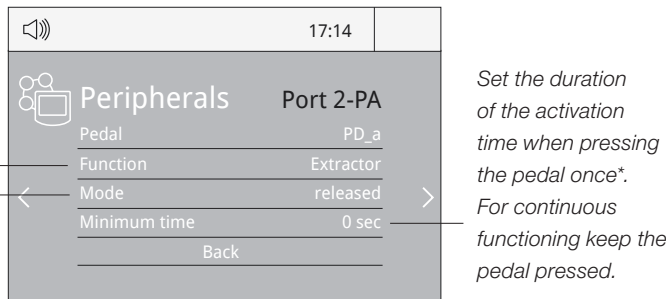 17:14
Peripherals Port 2-PA
Pedal PD_a
Function Extractor
Mode released
Minimum time 0 sec
Back
Set the duration
of the activation
time when pressing
the pedal once*.
For continuous
functioning keep the
pedal pressed.